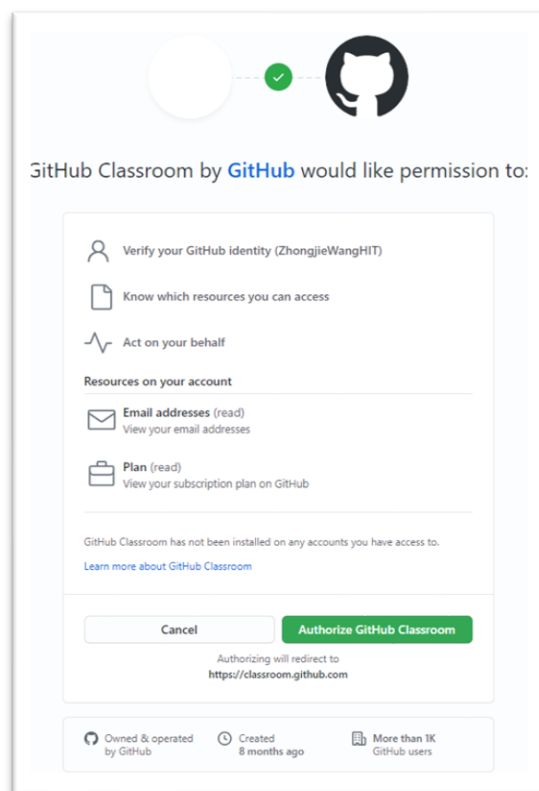 GitHub Classroom by GitHub would like permission to:
Verify your GitHub identity (ZhongjieWangHIT)
Know which resources you can access
Act on your behalf
Resources on your account
Email addresses (read)
View your email addresses
Plan (read)
View your subscription plan on GitHub
GitHub Classroom has not been installed on any accounts you have access to.
Learn more about GitHub Classroom
Cancel
Authorize GitHub Classroom
Authorizing will redirect to
https://classroom.github.com
Owned & operated
by GitHub
Created
8 months ago
More than 1K
GitHub users